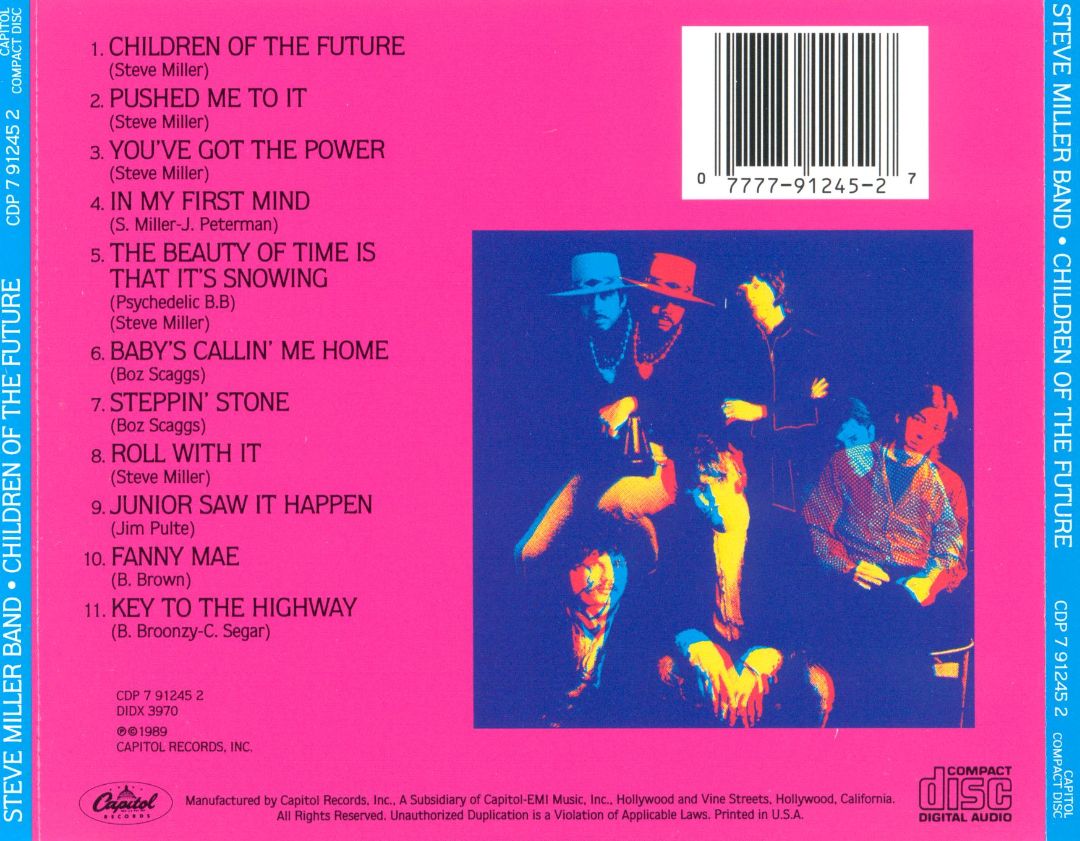 CAPITOL
COMPACT DISC
CDP 7 91245 2
STEVE MILLER BAND • CHILDREN OF THE FUTURE
1. CHILDREN OF THE FUTURE
(Steve Miller)
2. PUSHED ME TO IT
(Steve Miller)
3. YOU'VE GOT THE POWER
(Steve Miller)
4. IN MY FIRST MIND
(S. Miller-J. Peterman)
5. THE BEAUTY OF TIME IS
THAT IT'S SNOWING
(Psychedelic B.B)
(Steve Miller)
6. BABY'S CALLIN' ME HOME
(Boz Scaggs)
7. STEPPIN' STONE
(Boz Scaggs)
8. ROLL WITH IT
(Steve Miller)
9. JUNIOR SAW IT HAPPEN
(Jim Pulte)
10. FANNY MAE
(B. Brown)
11. KEY TO THE HIGHWAY
(B. Broonzy-C. Segar)
CDP 7 91245 2
DIDX 3970
℗©1989
CAPITOL RECORDS, INC.
0 7777-91245-2 7
Capitol
RECORDS
Manufactured by Capitol Records, Inc., A Subsidiary of Capitol-EMI Music, Inc., Hollywood and Vine Streets, Hollywood, California.
All Rights Reserved. Unauthorized Duplication is a Violation of Applicable Laws. Printed in U.S.A.
COMPACT
disc
DIGITAL AUDIO
STEVE MILLER BAND • CHILDREN OF THE FUTURE
CDP 7 91245 2
CAPITOL
COMPACT DISC